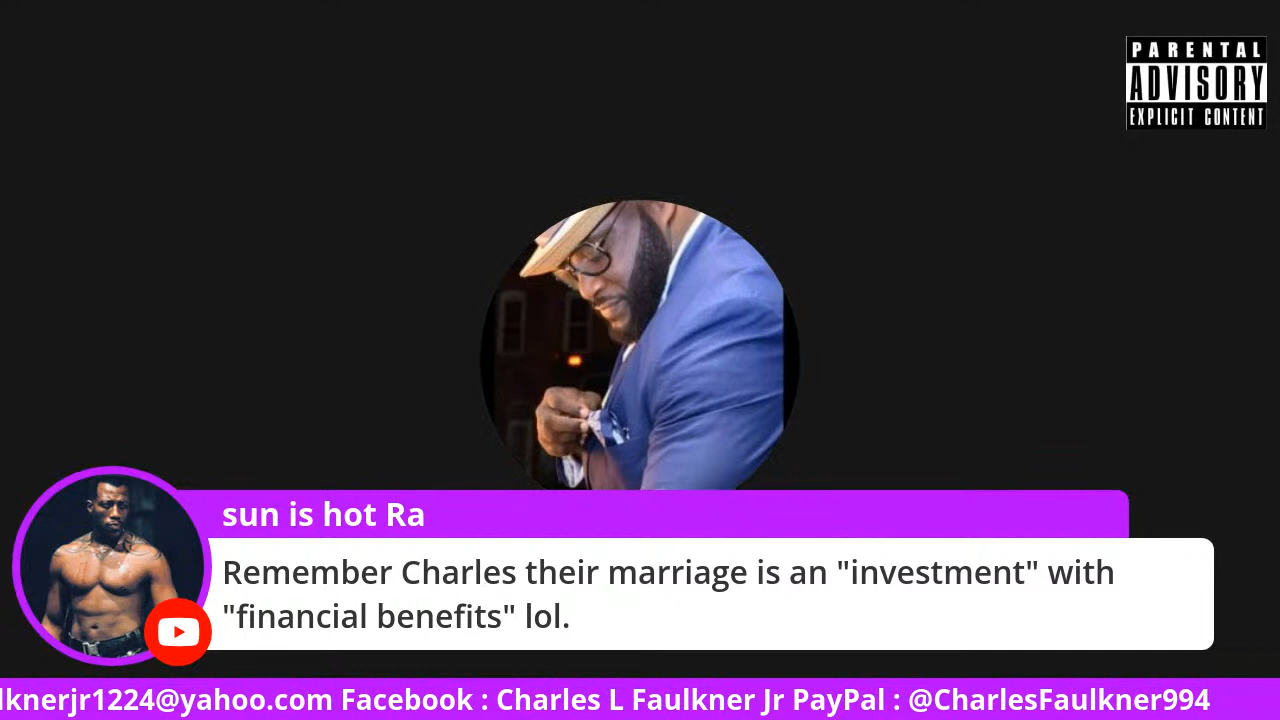 PARENTAL
ADVISORY
EXPLICIT CONTENT
sun is hot Ra
Remember Charles their marriage is an "investment" with
"financial benefits" lol.
lknerjr1224@yahoo.com Facebook : Charles L Faulkner Jr PayPal : @CharlesFaulkner994